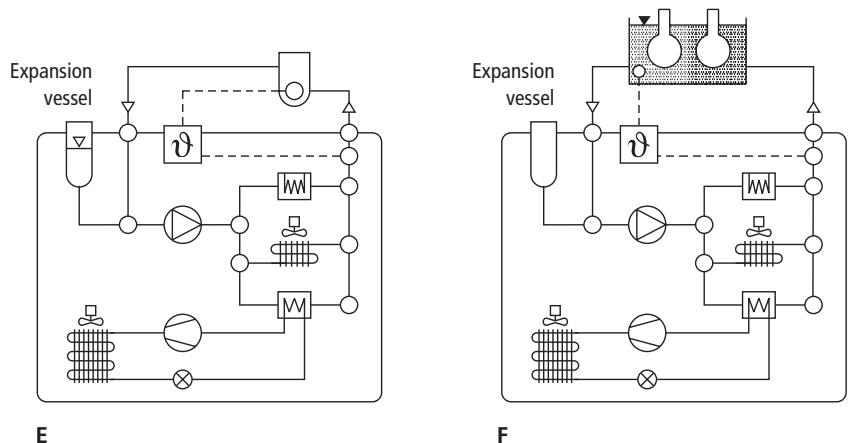 Expansion
vessel
ϑ
E
Expansion
vessel
ϑ
F